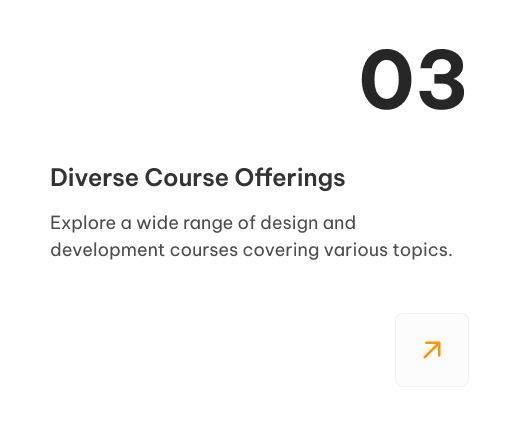 03
Diverse Course Offerings
Explore a wide range of design and
development courses covering various topics.